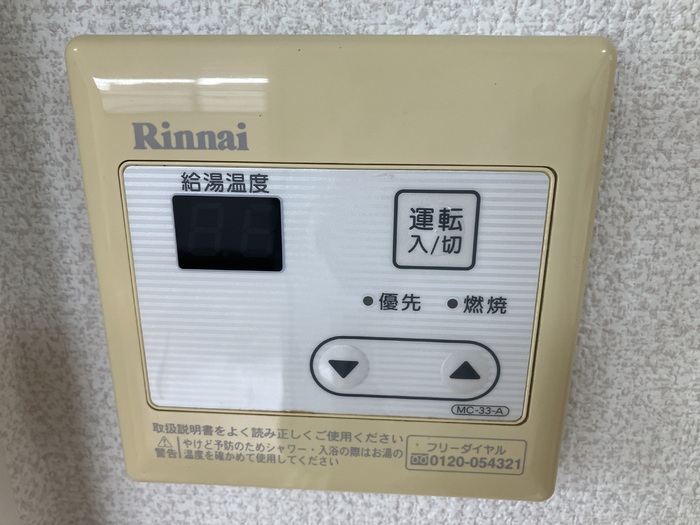 Rinnai
給湯温度
運転
入/切
優先
燃焼
MC-33-A
取扱説明書をよく読み正しくご使用ください
警告
やけど予防のためシャワー・入浴の際はお湯の
温度を確かめて使用してください
フリーダイヤル
0120-054321